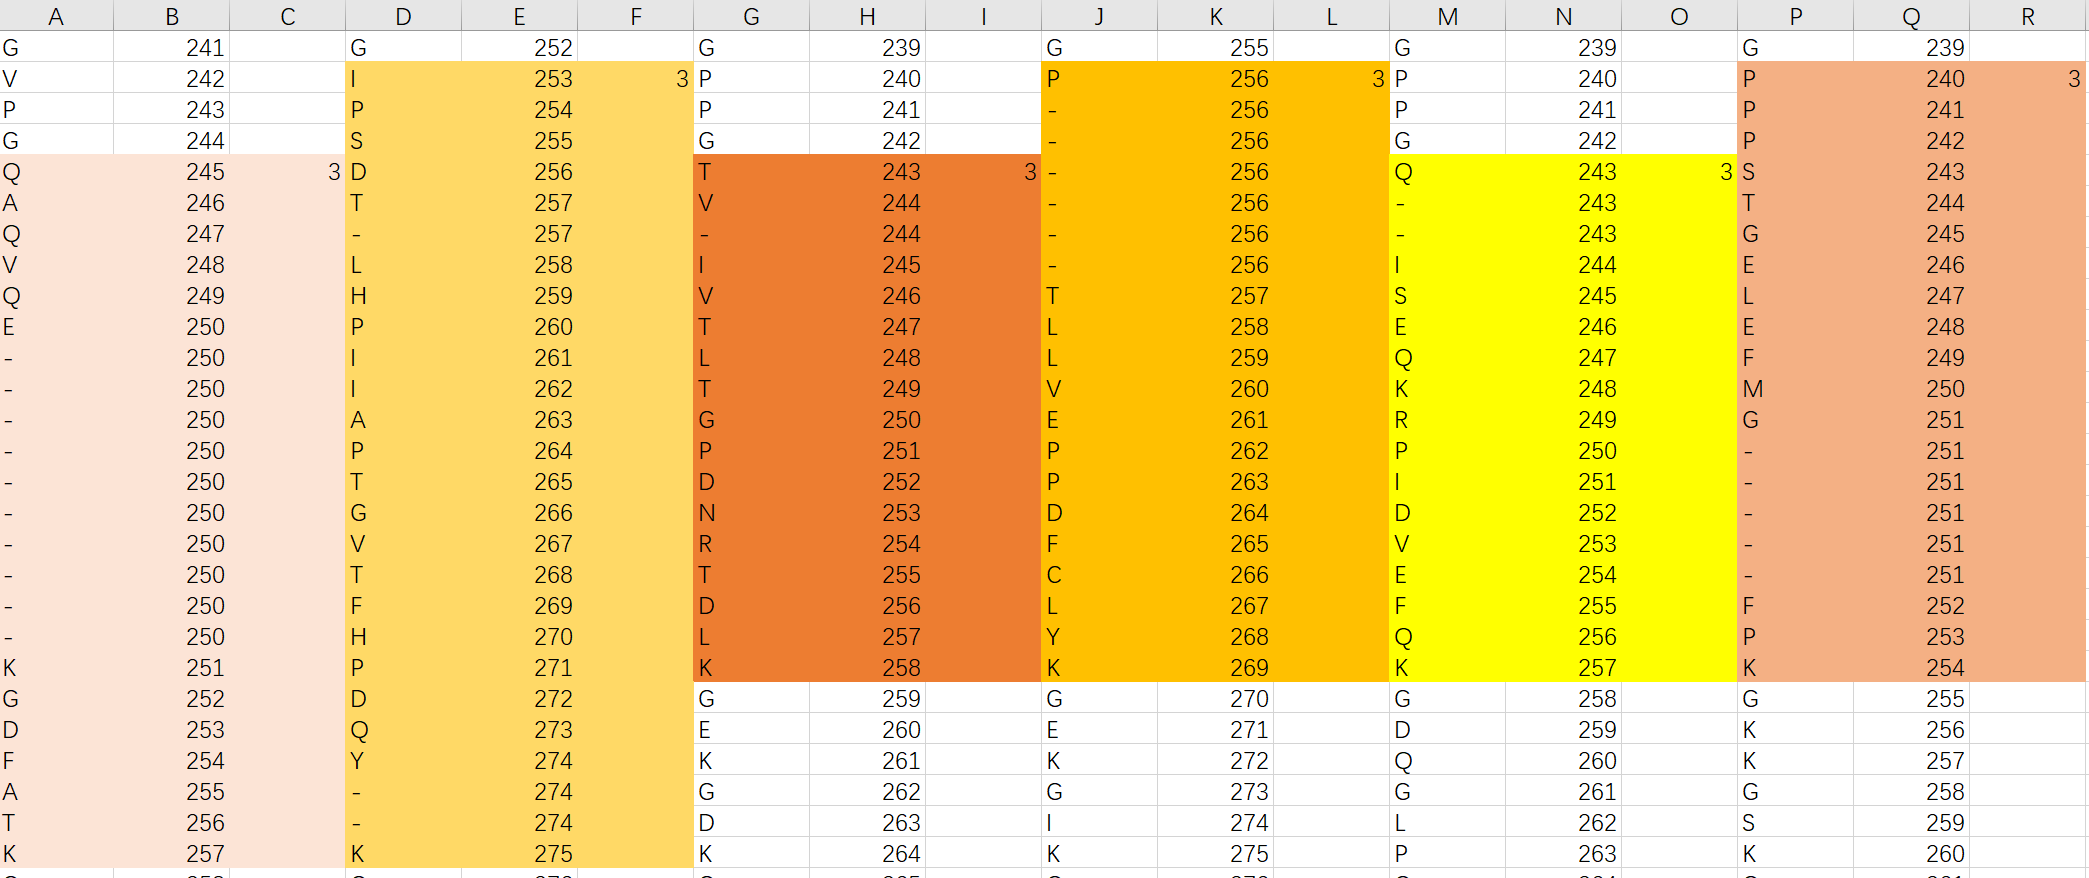 A B C D E F G H I J K L M N O P Q R
G 241 G 252 G 239 G 255 G 239 G 239
V 242 I 253 3 P 240 P 256 3 P 240 P 240 3
P 243 P 254 P 241 - 256 P 241 P 241
G 244 S 255 G 242 - 256 G 242 P 242
Q 245 3 D 256 T 243 3 - 256 Q 243 3 S 243
A 246 T 257 V 244 - 256 - 243 T 244
Q 247 - 257 - 244 - 256 - 243 G 245
V 248 L 258 I 245 - 256 I 244 E 246
Q 249 H 259 V 246 T 257 S 245 L 247
E 250 P 260 T 247 L 258 E 246 E 248
- 250 I 261 L 248 L 259 Q 247 F 249
- 250 I 262 T 249 V 260 K 248 M 250
- 250 A 263 G 250 E 261 R 249 G 251
- 250 P 264 P 251 P 262 P 250 - 251
- 250 T 265 D 252 P 263 I 251 - 251
- 250 G 266 N 253 D 264 D 252 - 251
- 250 V 267 R 254 F 265 V 253 - 251
- 250 T 268 T 255 C 266 E 254 - 251
- 250 F 269 D 256 L 267 F 255 F 252
- 250 H 270 L 257 Y 268 Q 256 P 253
K 251 P 271 K 258 K 269 K 257 K 254
G 252 D 272 G 259 G 270 G 258 G 255
D 253 Q 273 E 260 E 271 D 259 K 256
F 254 Y 274 K 261 K 272 Q 260 K 257
A 255 - 274 G 262 G 273 G 261 G 258
T 256 - 274 D 263 I 274 L 262 S 259
K 257 K 275 K 264 K 275 P 263 K 260